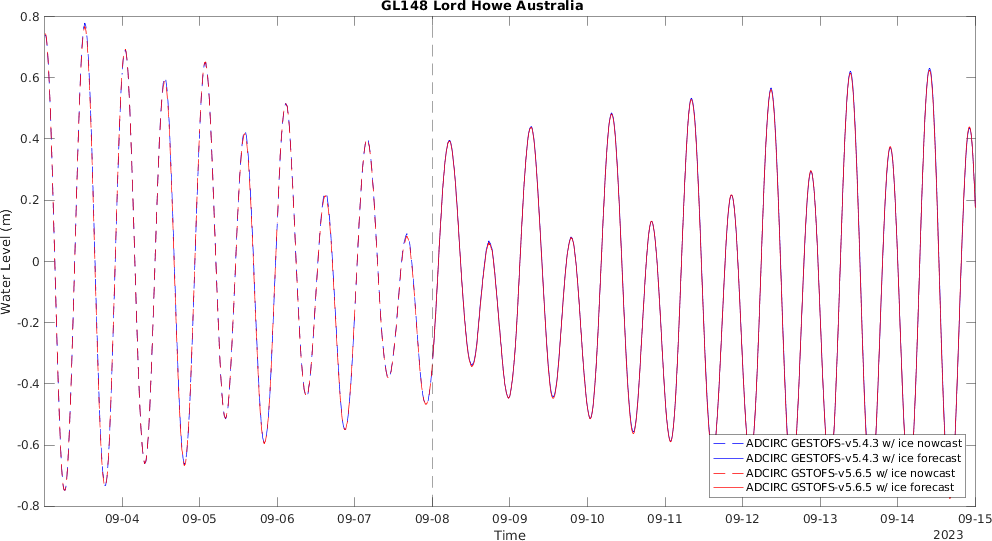 GL148 Lord Howe Australia
0.8
0.6
0.4
0.2
0
-0.2
-0.4
-0.6
-0.8
Water Level (m)
ADCIRC GESTOFS-v5.4.3 w/ ice nowcast
ADCIRC GESTOFS-v5.4.3 w/ ice forecast
ADCIRC GSTOFS-v5.6.5 w/ ice nowcast
ADCIRC GSTOFS-v5.6.5 w/ ice forecast
09-04 09-05 09-06 09-07 09-08 09-09 09-10 09-11 09-12 09-13 09-14 09-15
Time
2023